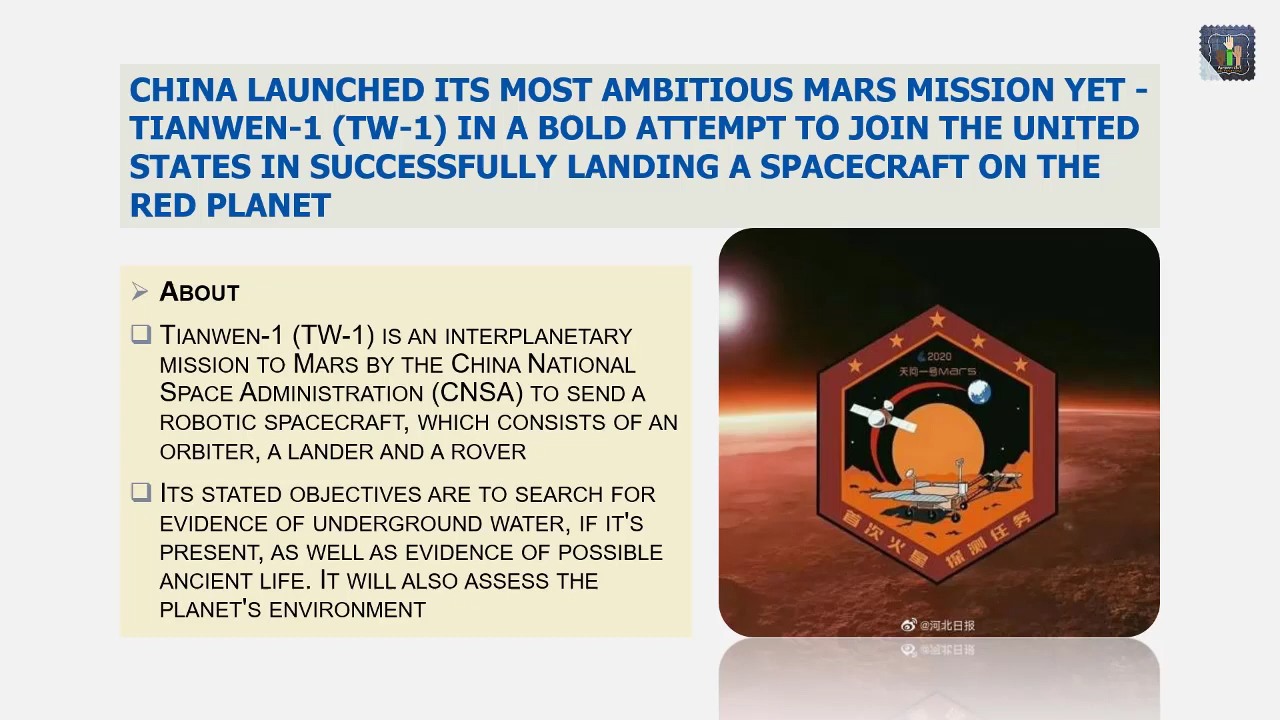 CHINA LAUNCHED ITS MOST AMBITIOUS MARS MISSION YET -
TIANWEN-1 (TW-1) IN A BOLD ATTEMPT TO JOIN THE UNITED
STATES IN SUCCESSFULLY LANDING A SPACECRAFT ON THE
RED PLANET
ABOUT
TIANWEN-1 (TW-1) IS AN INTERPLANETARY
MISSION TO MARS BY THE CHINA NATIONAL
SPACE ADMINISTRATION (CNSA) TO SEND A
ROBOTIC SPACECRAFT, WHICH CONSISTS OF AN
ORBITER, A LANDER AND A ROVER
ITS STATED OBJECTIVES ARE TO SEARCH FOR
EVIDENCE OF UNDERGROUND WATER, IF IT'S
PRESENT, AS WELL AS EVIDENCE OF POSSIBLE
ANCIENT LIFE. IT WILL ALSO ASSESS THE
PLANET'S ENVIRONMENT
2020
天问一号Mars
首次火星 探测任务
@河北日报